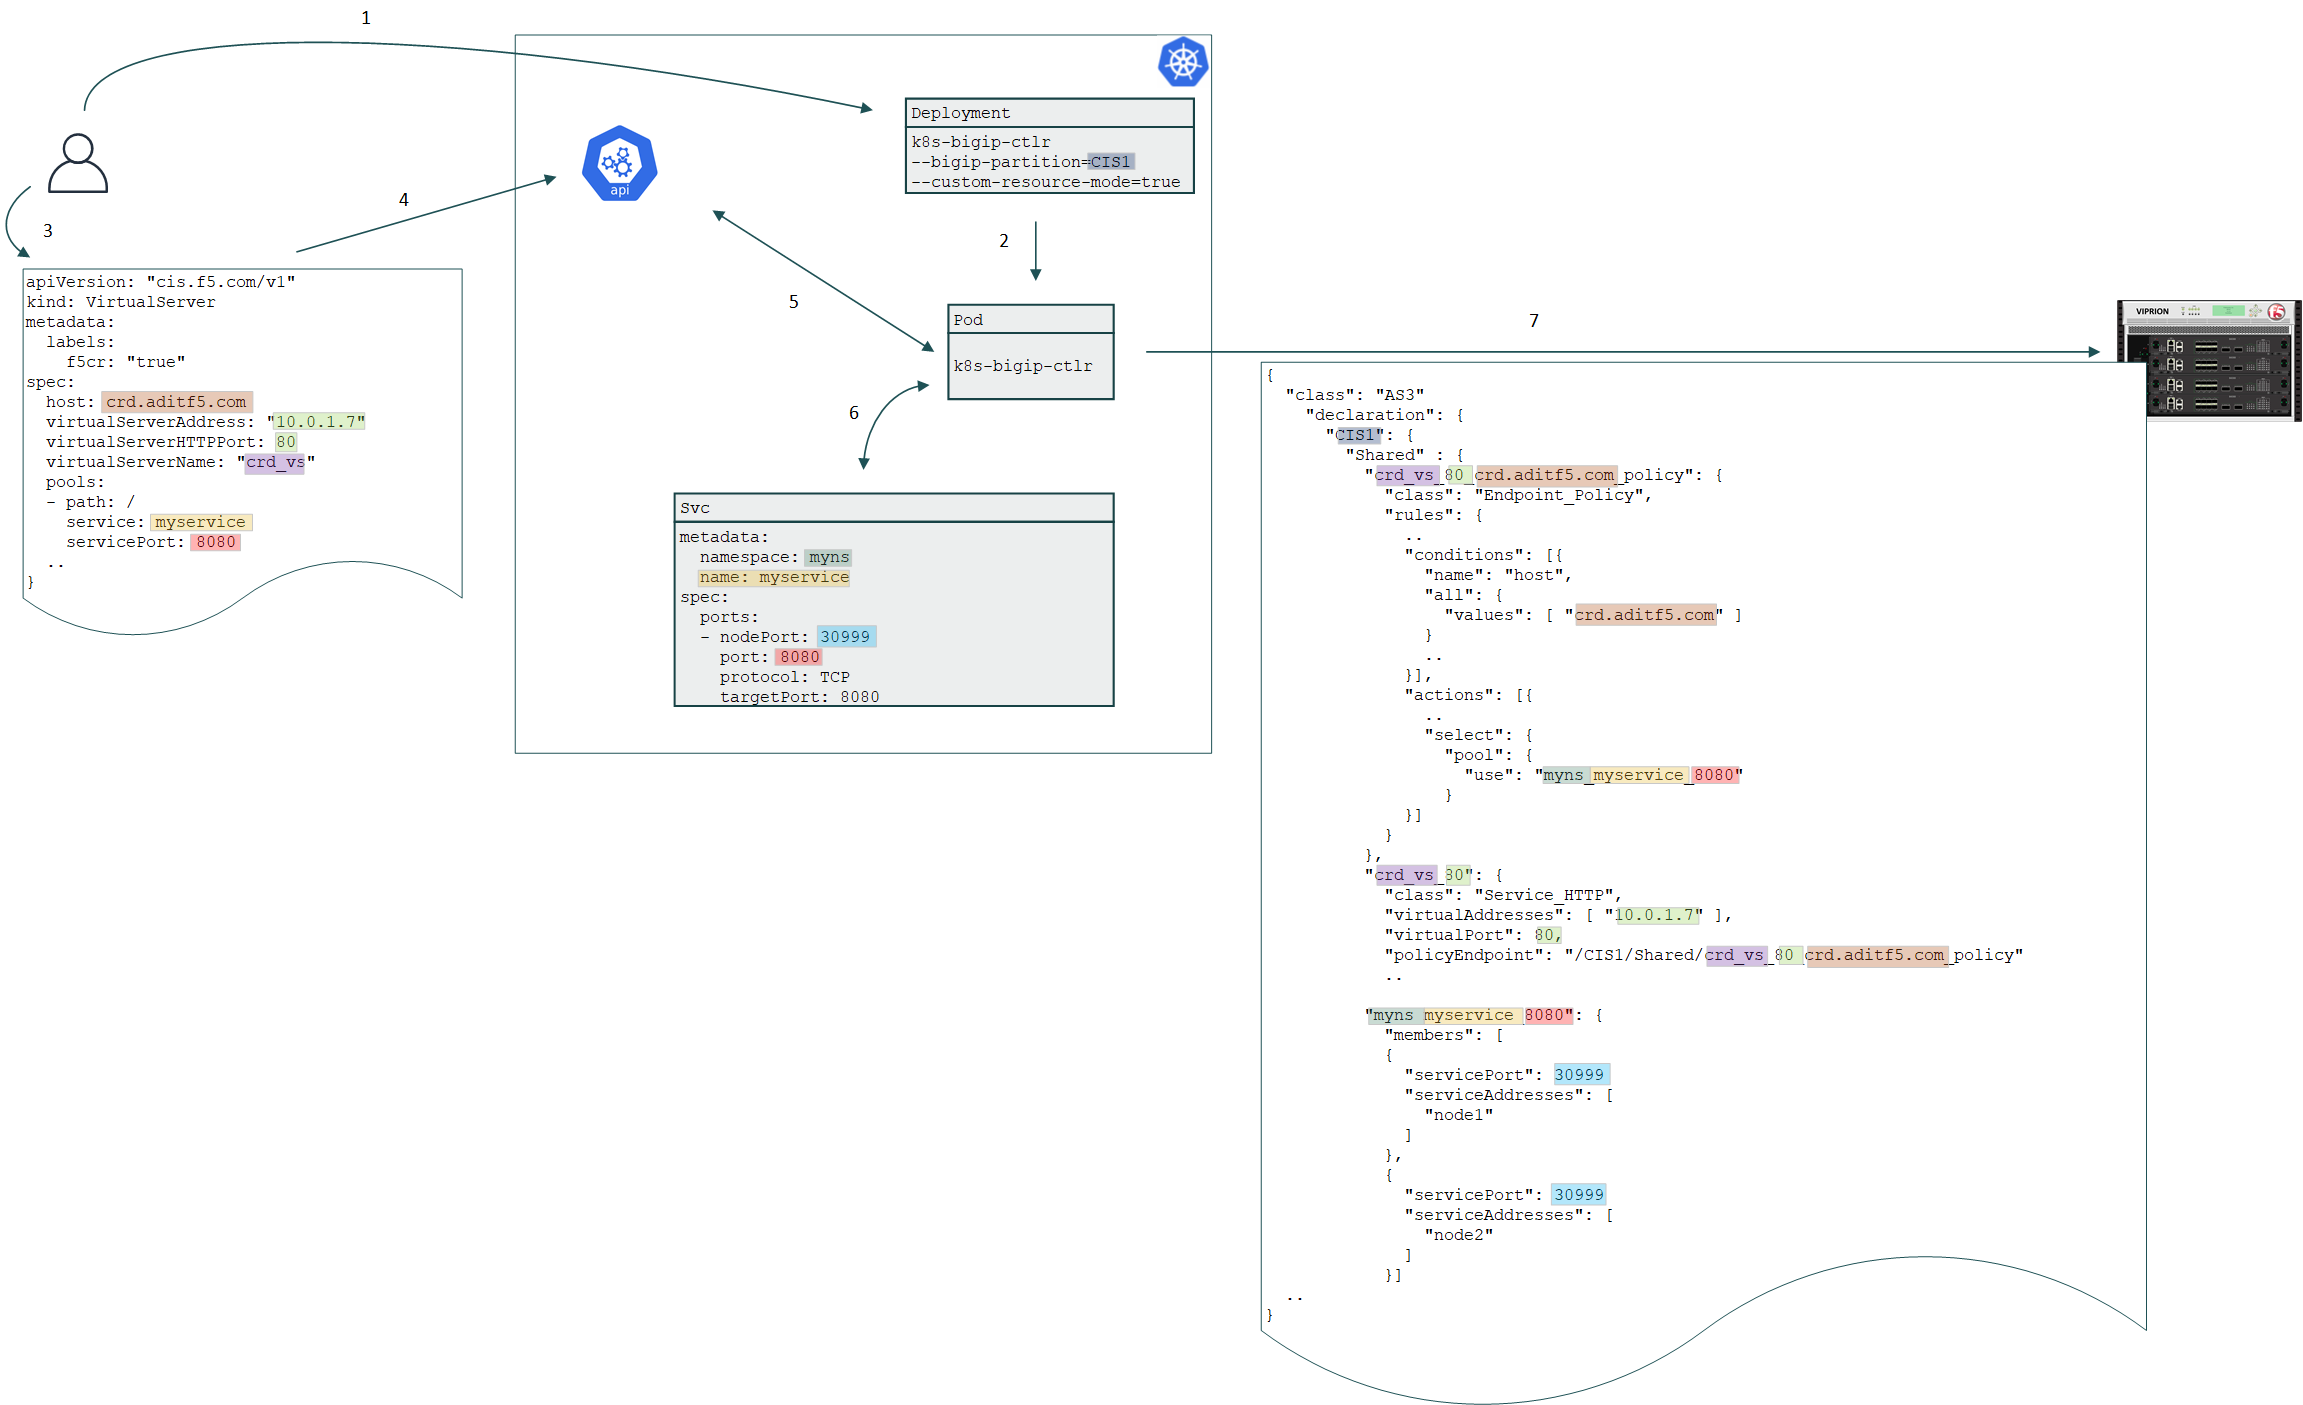 1
Deployment
k8s-bigip-ctlr
--bigip-partition=CIS1
--custom-resource-mode=true
api
4
3
2
apiVersion: "cis.f5.com/v1"
kind: VirtualServer
metadata:
labels:
f5cr: "true"
spec:
host: crd.aditf5.com
virtualServerAddress: "10.0.1.7"
virtualServerHTTPPort: 80
virtualServerName: "crd_vs"
pools:
- path: /
service: myservice
servicePort: 8080
..
}
5
Pod
k8s-bigip-ctlr
6
Svc
metadata:
namespace: myns
name: myservice
spec:
ports:
- nodePort: 30999
port: 8080
protocol: TCP
targetPort: 8080
7
VIPRION
{
"class": "AS3"
"declaration": {
"CIS1": {
"Shared" : {
"crd_vs_80_crd.aditf5.com_policy": {
"class": "Endpoint_Policy",
"rules": {
..
"conditions": [{
"name": "host",
"all": {
"values": [ "crd.aditf5.com" ]
}
..
}],
"actions": [{
..
"select": {
"pool": {
"use": "myns_myservice_8080"
}
}]
}
},
"crd_vs_80": {
"class": "Service_HTTP",
"virtualAddresses": [ "10.0.1.7" ],
"virtualPort": 80,
"policyEndpoint": "/CIS1/Shared/crd_vs_80_crd.aditf5.com_policy"
..
"myns_myservice_8080": {
"members": [
{
"servicePort": 30999
"serviceAddresses": [
"node1"
]
},
{
"servicePort": 30999
"serviceAddresses": [
"node2"
]
}]
..
}